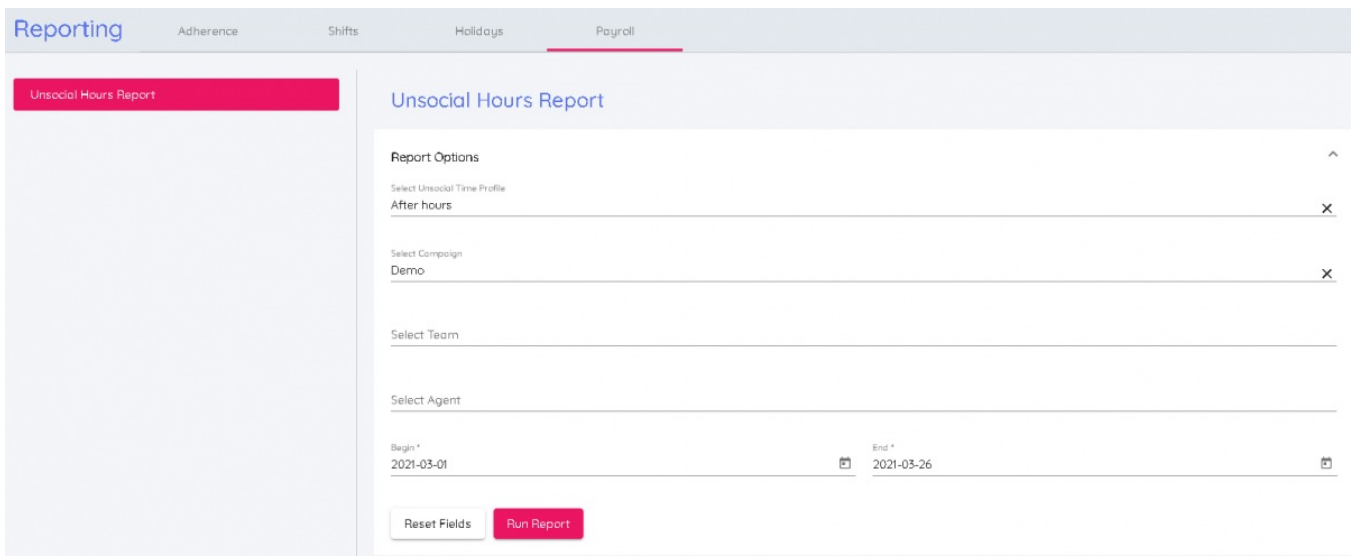 Reporting Adherence Shifts Holidays Payroll
Unsocial Hours Report
Unsocial Hours Report
Report Options
Select Unsocial Time Profile
After hours
Select Campaign
Demo
Select Team
Select Agent
Begin * End *
2021-03-01 2021-03-26
Reset Fields Run Report